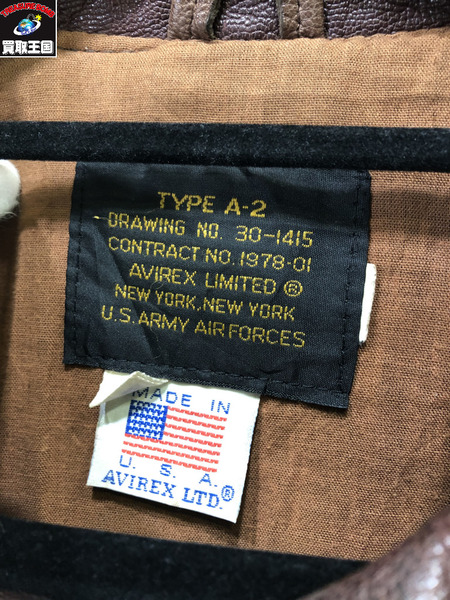 買取王国
TYPE A-2
DRAWING NO. 30-1415
CONTRACT NO. 1978-01
AVIREX LIMITED ®
NEW YORK, NEW YORK
U.S. ARMY AIR FORCES
MADE IN
U. S. A.
AVIREX LTD.®